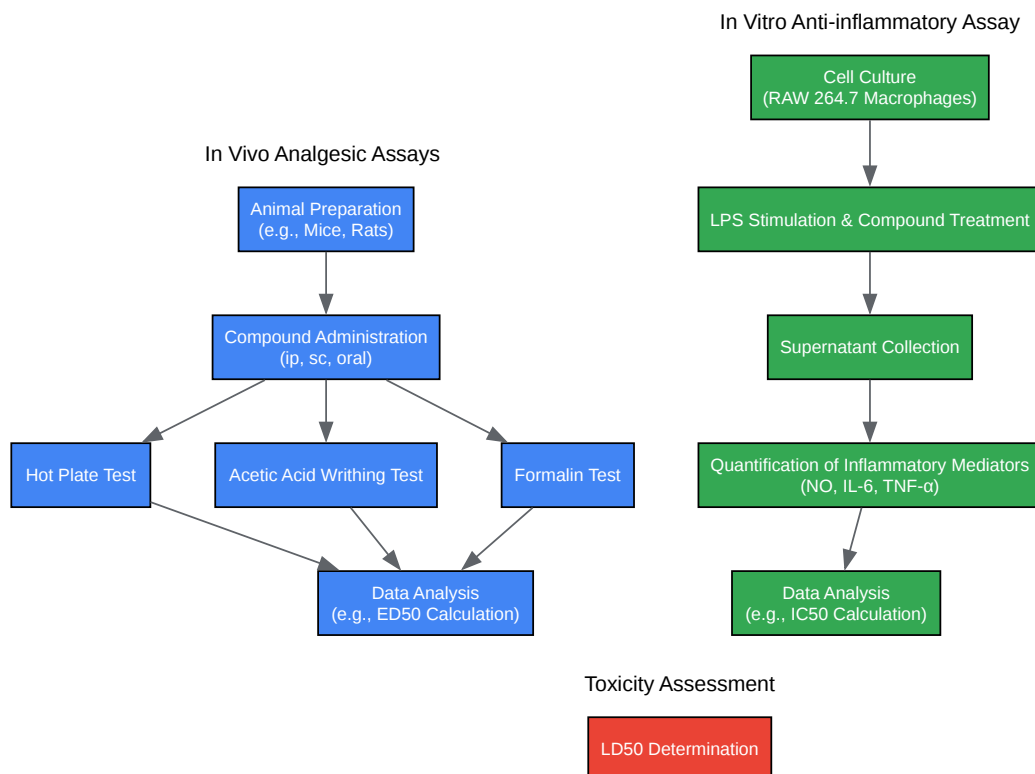 In Vivo Analgesic Assays
Animal Preparation
(e.g., Mice, Rats)
Compound Administration
(ip, sc, oral)
Hot Plate Test
Acetic Acid Writhing Test
Formalin Test
Data Analysis
(e.g., ED50 Calculation)
In Vitro Anti-inflammatory Assay
Cell Culture
(RAW 264.7 Macrophages)
LPS Stimulation & Compound Treatment
Supernatant Collection
Quantification of Inflammatory Mediators
(NO, IL-6, TNF-α)
Data Analysis
(e.g., IC50 Calculation)
Toxicity Assessment
LD50 Determination